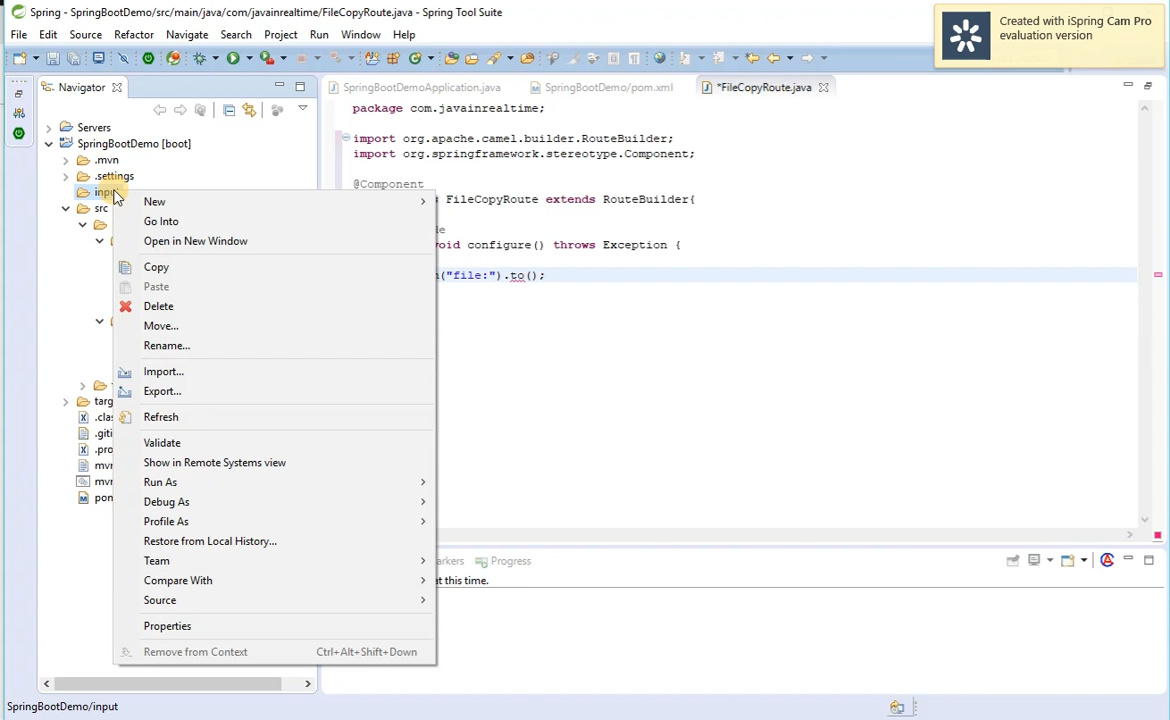 Spring - SpringBootDemo/src/main/java/com/javainrealtime/FileCopyRoute.java - Spring Tool Suite
File Edit Source Refactor Navigate Search Project Run Window Help
Created with iSpring Cam Pro
evaluation version
Navigator
SpringBootDemoApplication.java
SpringBootDemo/pom.xml
*FileCopyRoute.java
Servers
SpringBootDemo [boot]
.mvn
.settings
src
package com.javainrealtime;
import org.apache.camel.builder.RouteBuilder;
import org.springframework.stereotype.Component;
@Component
FileCopyRoute extends RouteBuilder{
configure() throws Exception {
("file:").to();
New
Go Into
Open in New Window
Copy
Paste
Delete
Move...
Rename...
Import...
Export...
Refresh
Validate
Show in Remote Systems view
Run As
Debug As
Profile As
Restore from Local History...
Team
Compare With
Source
Properties
Remove from Context Ctrl+Alt+Shift+Down
Progress
at this time.
SpringBootDemo/input